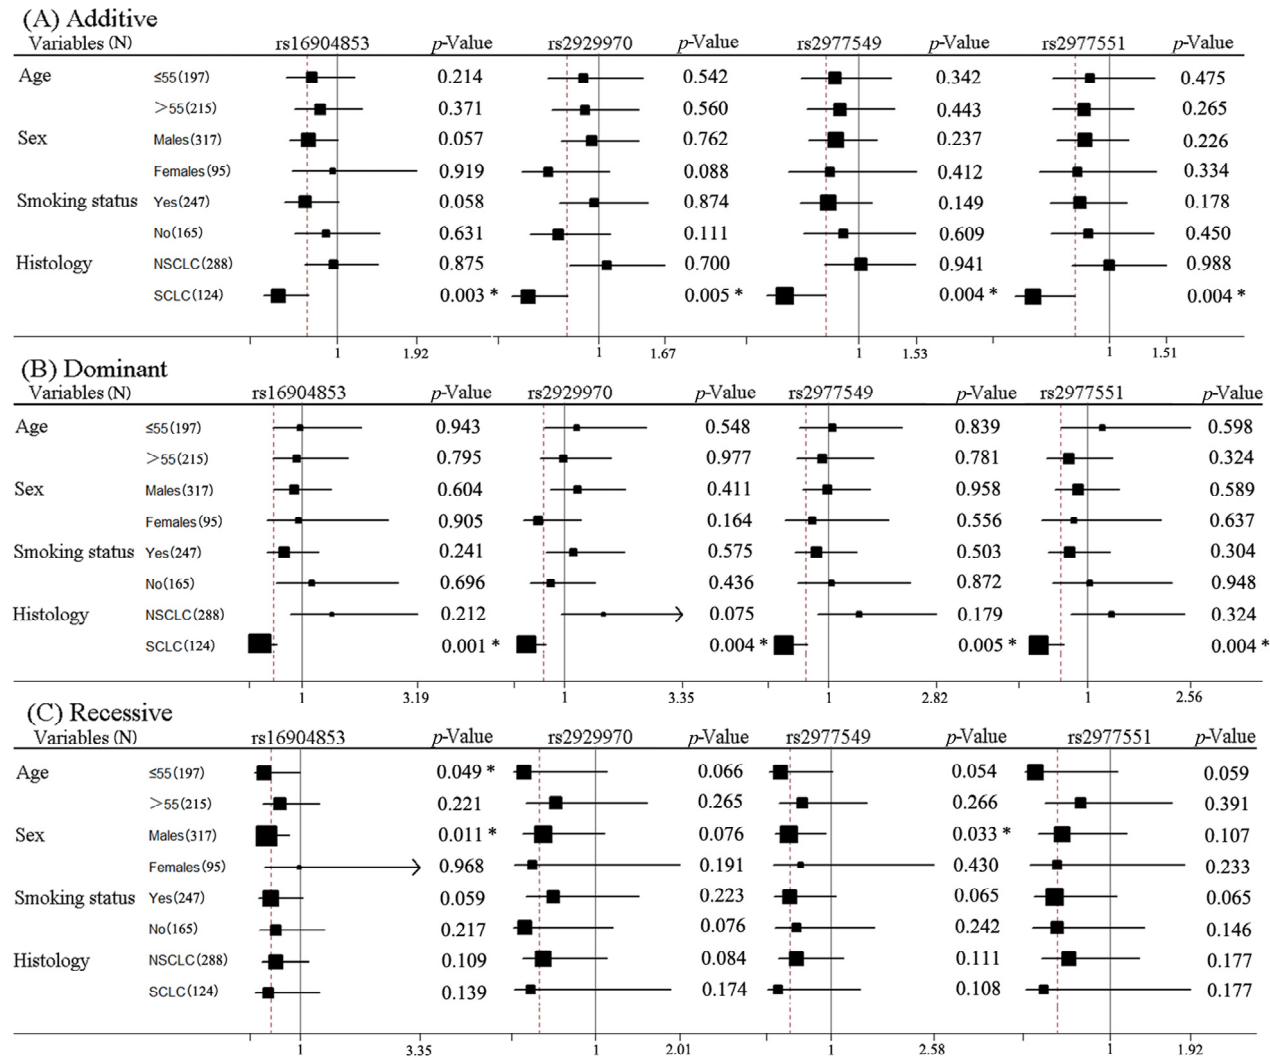 (A) Additive
Variables (N) rs16904853 p-Value rs2929970 p-Value rs2977549 p-Value rs2977551 p-Value
Age ≤55(197) 0.214 0.542 0.342 0.475
>55(215) 0.371 0.560 0.443 0.265
Sex Males(317) 0.057 0.762 0.237 0.226
Females(95) 0.919 0.088 0.412 0.334
Smoking status Yes(247) 0.058 0.874 0.149 0.178
No(165) 0.631 0.111 0.609 0.450
Histology NSCLC(288) 0.875 0.700 0.941 0.988
SCLC(124) 0.003 * 0.005 * 0.004 * 0.004 *
1 1.92 1 1.67 1 1.53 1 1.51
(B) Dominant
Variables (N) rs16904853 p-Value rs2929970 p-Value rs2977549 p-Value rs2977551 p-Value
Age ≤55(197) 0.943 0.548 0.839 0.598
>55(215) 0.795 0.977 0.781 0.324
Sex Males(317) 0.604 0.411 0.958 0.589
Females(95) 0.905 0.164 0.556 0.637
Smoking status Yes(247) 0.241 0.575 0.503 0.304
No(165) 0.696 0.436 0.872 0.948
Histology NSCLC(288) 0.212 0.075 0.179 0.324
SCLC(124) 0.001 * 0.004 * 0.005 * 0.004 *
1 3.19 1 3.35 1 2.82 1 2.56
(C) Recessive
Variables (N) rs16904853 p-Value rs2929970 p-Value rs2977549 p-Value rs2977551 p-Value
Age ≤55(197) 0.049 * 0.066 0.054 0.059
>55(215) 0.221 0.265 0.266 0.391
Sex Males(317) 0.011 * 0.076 0.033 * 0.107
Females(95) 0.968 0.191 0.430 0.233
Smoking status Yes(247) 0.059 0.223 0.065 0.065
No(165) 0.217 0.076 0.242 0.146
Histology NSCLC(288) 0.109 0.084 0.111 0.177
SCLC(124) 0.139 0.174 0.108 0.177
1 3.35 1 2.01 1 2.58 1 1.92